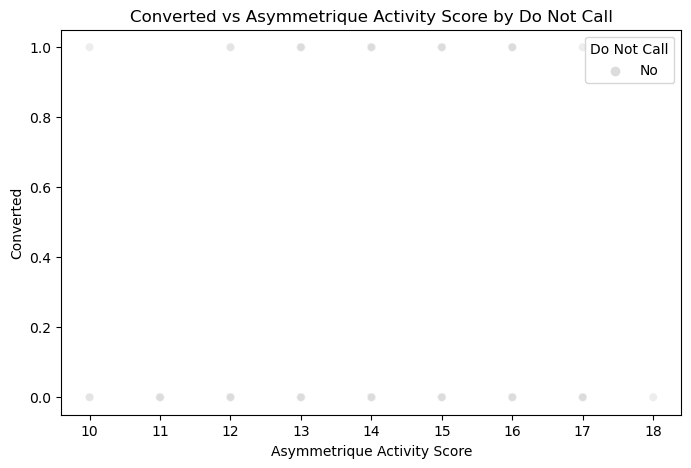 Converted vs Asymmetrique Activity Score by Do Not Call
Do Not Call
No
1.0
0.8
0.6
0.4
0.2
0.0
Converted
10 11 12 13 14 15 16 17 18
Asymmetrique Activity Score